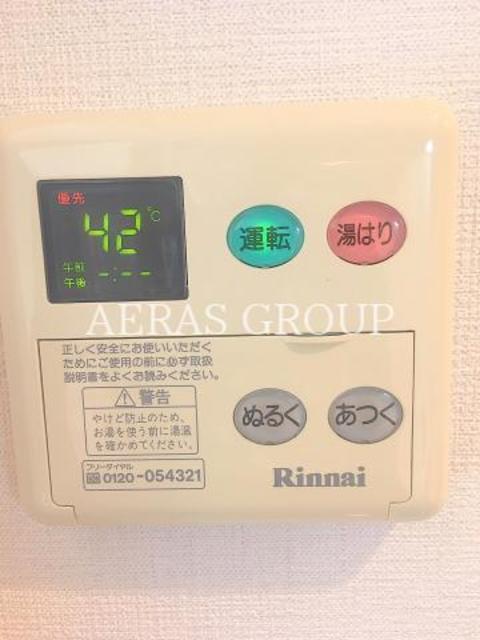 優先
42℃
午前
午後 --:--
運転
湯はり
AERAS GROUP
正しく安全にお使いいただく
ためにご使用の前に必ず取扱
説明書をよくお読みください。
警告
やけど防止のため、
お湯を使う前に湯温
を確かめてください。
フリーダイヤル
0120-054321
ぬるく
あつく
Rinnai